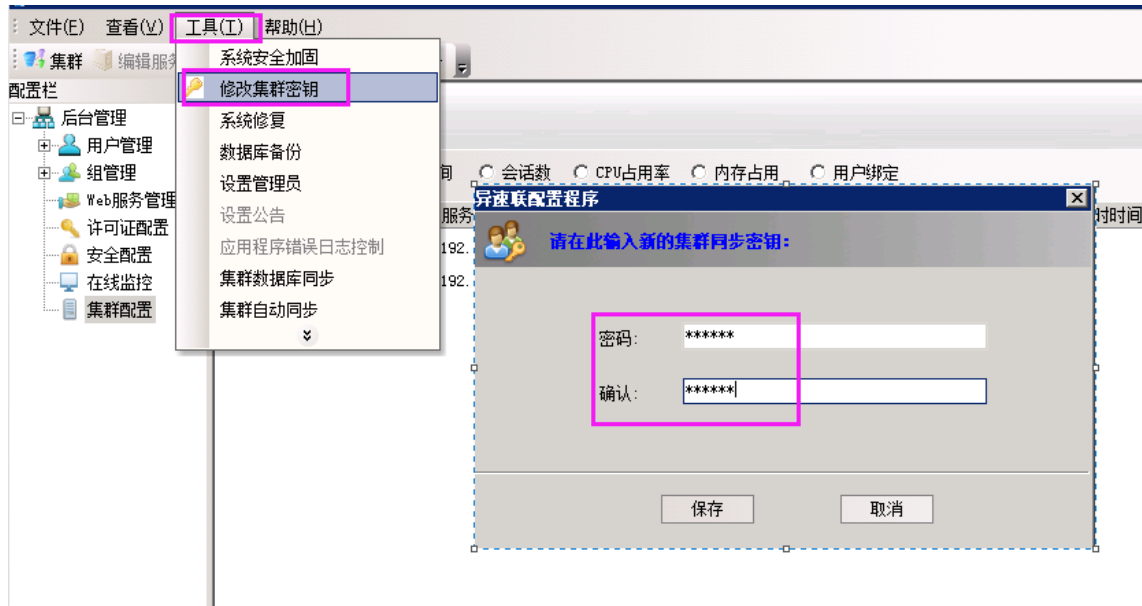 文件(E) 查看(V) 工具(T) 帮助(H)
集群 编辑服
配置栏
后台管理
用户管理
组管理
Web服务管理
许可证配置
安全配置
在线监控
集群配置
系统安全加固
修改集群密钥
系统修复
数据库备份
设置管理员
设置公告
应用程序错误日志控制
集群数据库同步
集群自动同步
间 会话数 CPU占用率 内存占用 用户绑定
服务
时时间
192.
192.
异速联配置程序
请在此输入新的集群同步密钥:
密码: ******
确认: ******
保存 取消